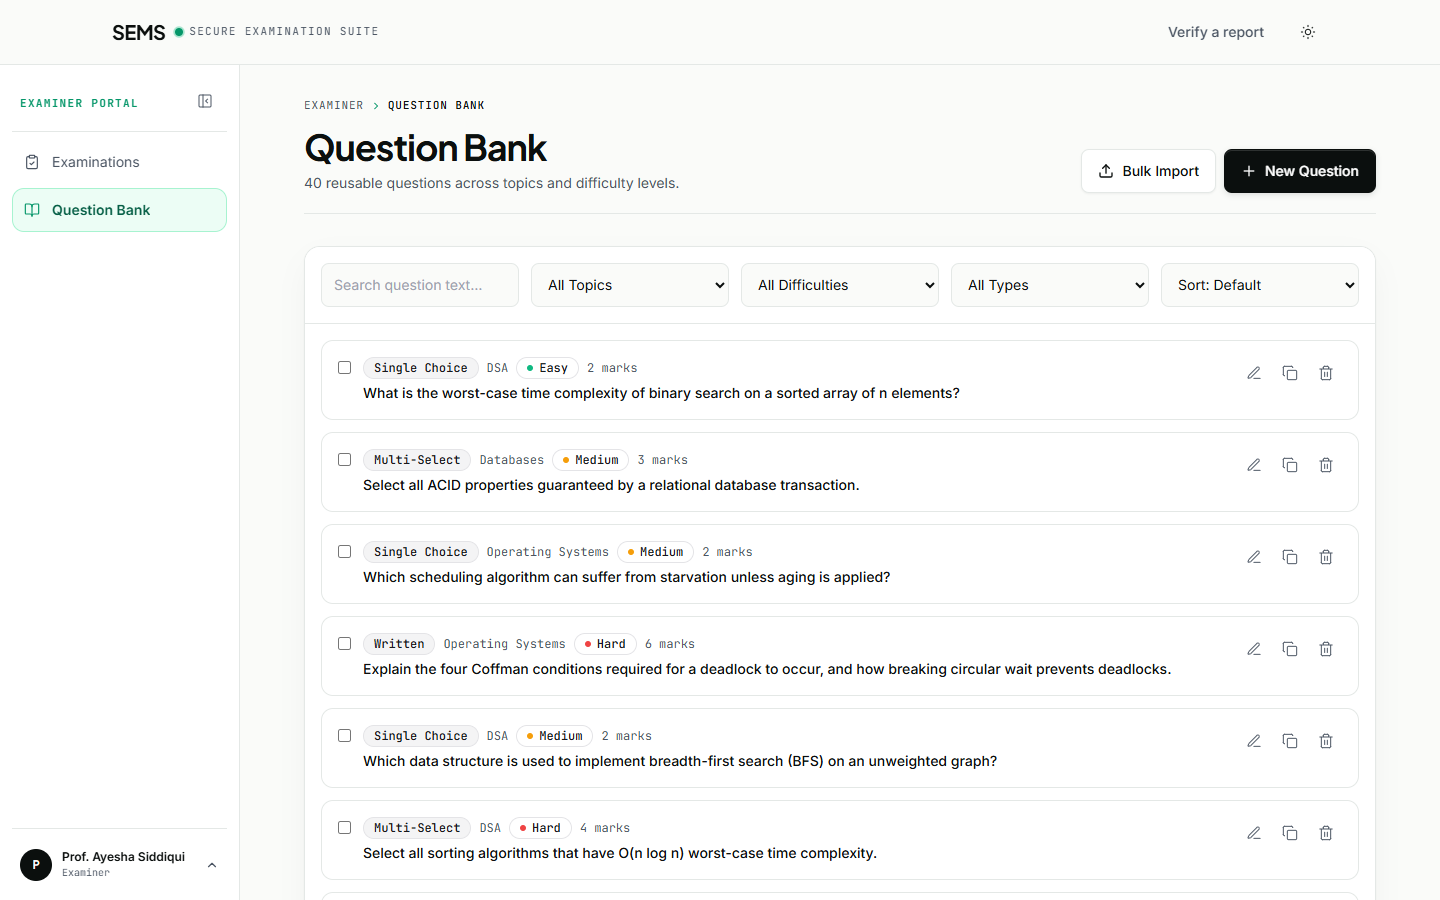 SEMS SECURE EXAMINATION SUITE
Verify a report
EXAMINER PORTAL
Examinations
Question Bank
EXAMINER > QUESTION BANK
Question Bank
40 reusable questions across topics and difficulty levels.
Bulk Import
+ New Question
Search question text...
All Topics
All Difficulties
All Types
Sort: Default
Single Choice DSA Easy 2 marks
What is the worst-case time complexity of binary search on a sorted array of n elements?
Multi-Select Databases Medium 3 marks
Select all ACID properties guaranteed by a relational database transaction.
Single Choice Operating Systems Medium 2 marks
Which scheduling algorithm can suffer from starvation unless aging is applied?
Written Operating Systems Hard 6 marks
Explain the four Coffman conditions required for a deadlock to occur, and how breaking circular wait prevents deadlocks.
Single Choice DSA Medium 2 marks
Which data structure is used to implement breadth-first search (BFS) on an unweighted graph?
Multi-Select DSA Hard 4 marks
Select all sorting algorithms that have O(n log n) worst-case time complexity.
P
Prof. Ayesha Siddiqui
Examiner